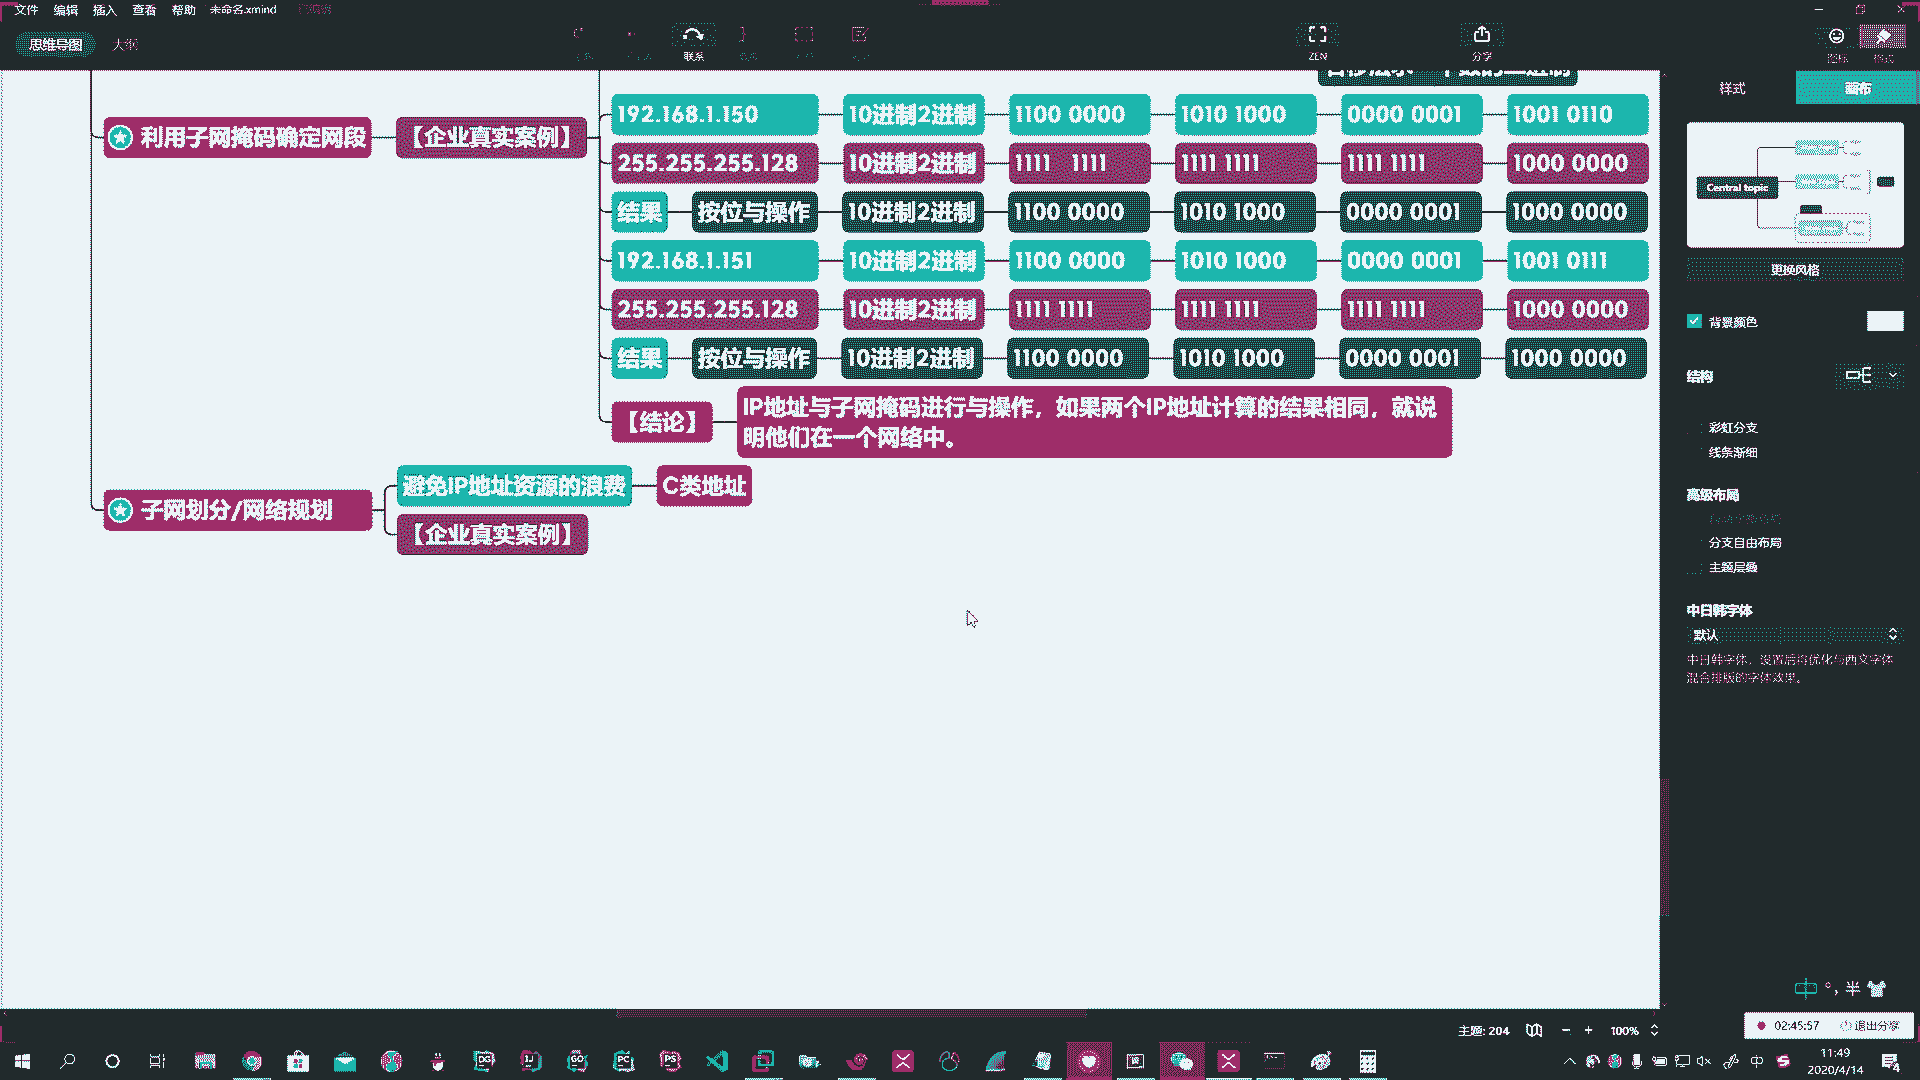 文件 编辑 插入 查看 帮助 未命名.xmind
思维导图 大纲
联系
ZEN
分享
利用子网掩码确定网段
【企业真实案例】
192.168.1.150 10进制2进制 1100 0000 1010 1000 0000 0001 1001 0110
255.255.255.128 10进制2进制 1111 1111 1111 1111 1111 1111 1000 0000
结果 按位与操作 10进制2进制 1100 0000 1010 1000 0000 0001 1000 0000
192.168.1.151 10进制2进制 1100 0000 1010 1000 0000 0001 1001 0111
255.255.255.128 10进制2进制 1111 1111 1111 1111 1111 1111 1000 0000
结果 按位与操作 10进制2进制 1100 0000 1010 1000 0000 0001 1000 0000
【结论】
IP地址与子网掩码进行与操作，如果两个IP地址计算的结果相同，就说
明他们在一个网络中。
子网划分/网络规划
避免IP地址资源的浪费 C类地址
【企业真实案例】
样式 画布
Central topic
更换风格
背景颜色
结构
彩虹分支
线条渐细
高级布局
分支自由布局
主题层叠
中日韩字体
默认
中日韩字体，设置后将优化与西文字体
混合排版的字体效果。
半
主题: 204 100%
02:45:57 退出分享
DG IJ GO PC PS
中
11:49
2020/4/14